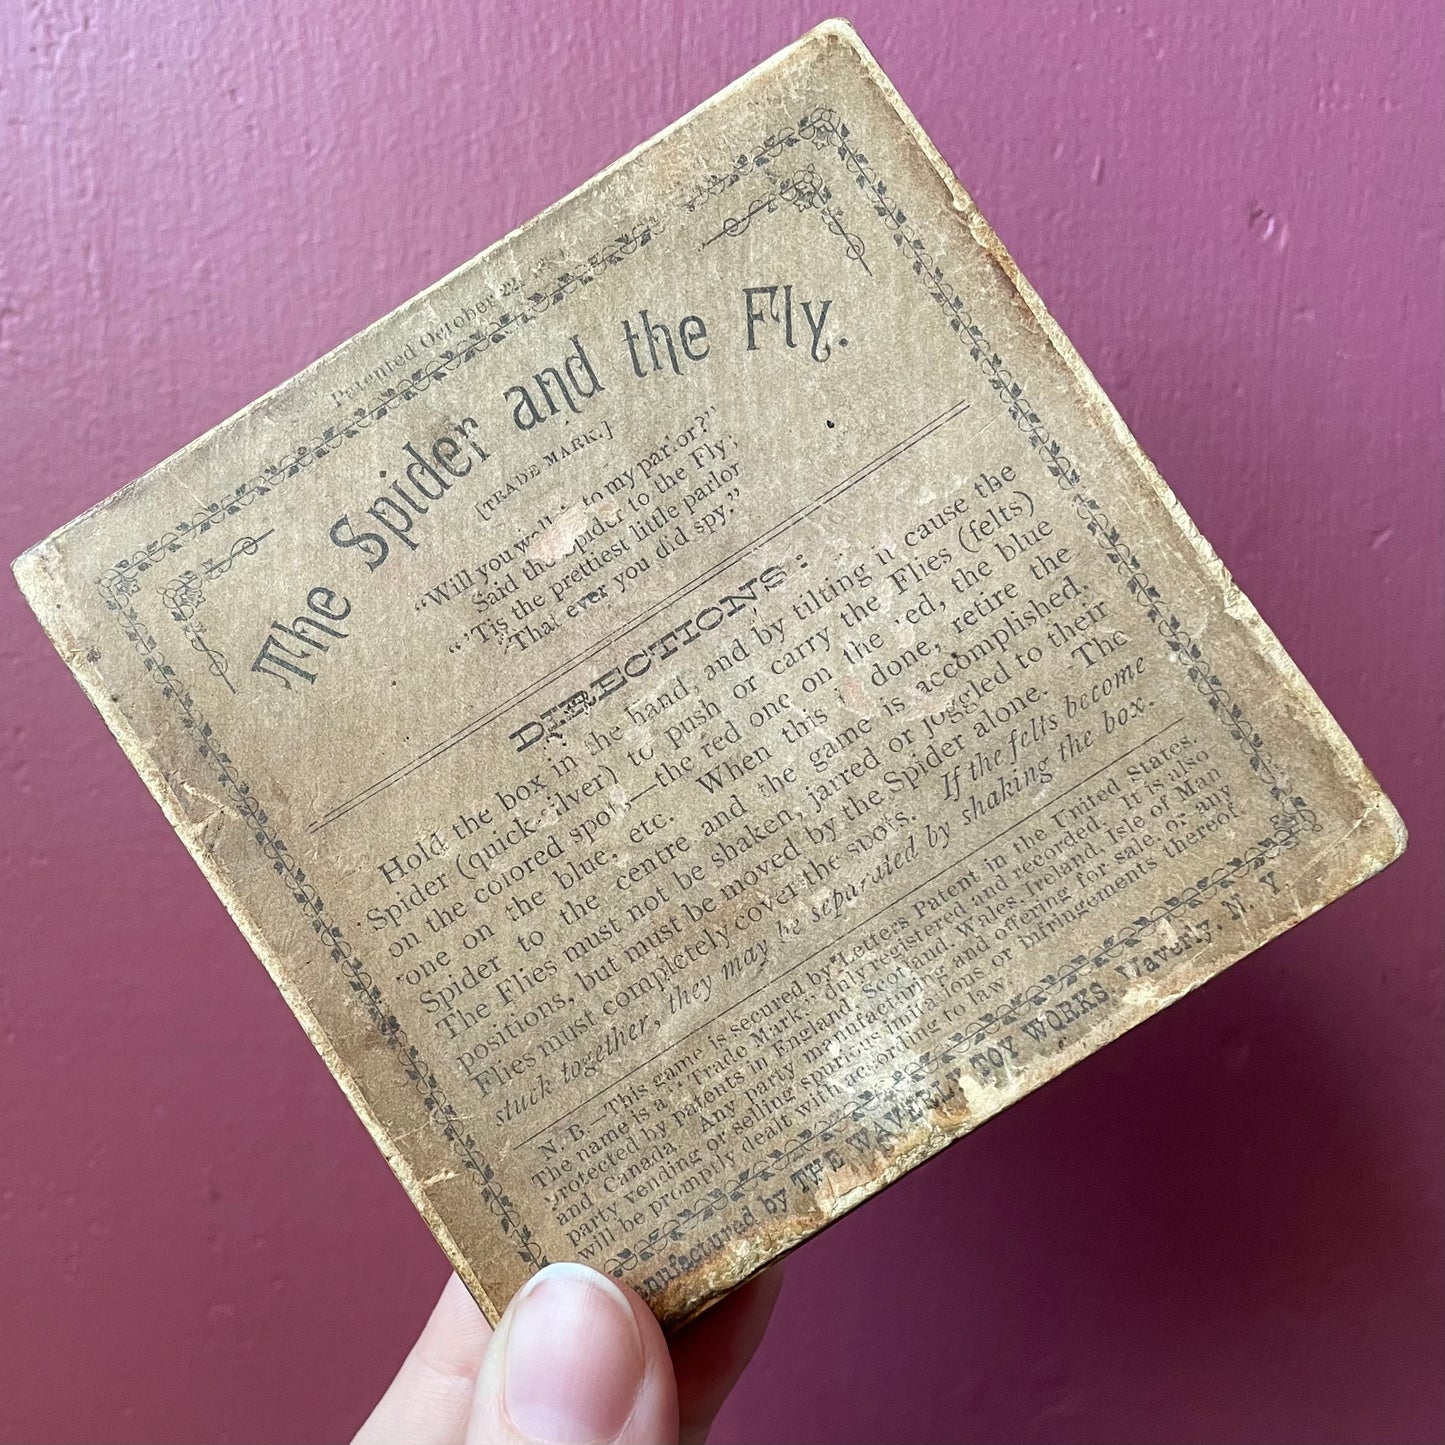 Patented October 22,
The Spider and the Fly.
[TRADE MARK.]
"Will you to my parlor?"
Said the Spider to the Fly;
"'Tis the prettiest little parlor
That ever you did spy."
DIRECTIONS:
Hold the box in the hand, and by tilting it cause the
Spider (quick-silver) to push or carry the Flies (felts)
on the colored spots—the red one on the red, the blue
one on the blue, etc. When this is done, retire the
Spider to the centre and the game is accomplished.
The Flies must not be shaken, jarred or joggled to their
positions, but must be moved by the Spider alone. The
Flies must completely cover the spots. If the felts become
stuck together, they may be separated by shaking the box.
N. B.—This game is secured by Letters Patent in the United States.
The name is a "Trade Mark," duly registered and recorded. It is also
protected by patents in England, Scotland, Wales, Ireland, Isle of Man
and Canada. Any party manufacturing and offering for sale, or any
party vending or selling spurious imitations or infringements thereof,
will be promptly dealt with according to law.
Manufactured by THE WAVERLY TOY WORKS, Waverly, N. Y.